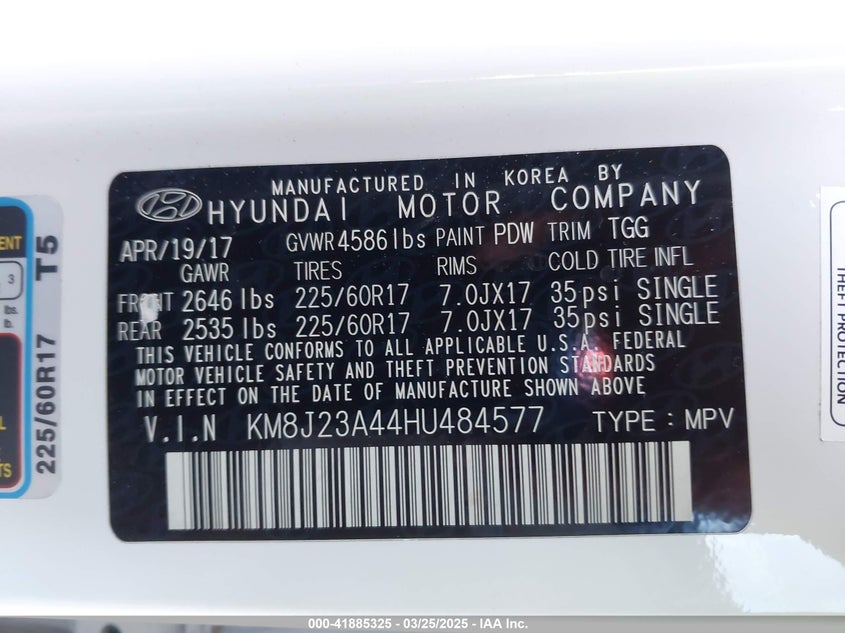 MANUFACTURED IN KOREA BY
HYUNDAI MOTOR COMPANY
APR/19/17 GVWR 4586 lbs PAINT PDW TRIM TGG
GAWR TIRES RIMS COLD TIRE INFL
FRONT 2646 lbs 225/60R17 7.0JX17 35psi SINGLE
REAR 2535 lbs 225/60R17 7.0JX17 35psi SINGLE
THIS VEHICLE CONFORMS TO ALL APPLICABLE U.S.A. FEDERAL
MOTOR VEHICLE SAFETY AND THEFT PREVENTION STANDARDS
IN EFFECT ON THE DATE OF MANUFACTURE SHOWN ABOVE
V.I.N KM8J23A44HU484577 TYPE : MPV
225/60R17 T5
3
lbs.
lb.
THEFT PROTECTION
000-41885325 - 03/25/2025 - IAA Inc.